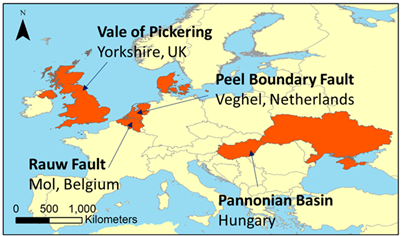 N
Vale of Pickering
Yorkshire, UK
Peel Boundary Fault
Veghel, Netherlands
Rauw Fault
Mol, Belgium
Pannonian Basin
Hungary
0 500 1,000
Kilometers